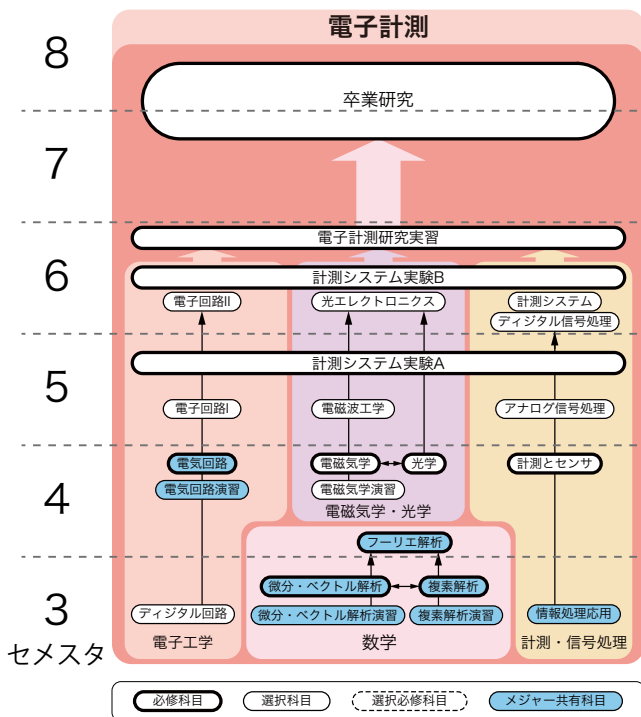 電子計測
8
卒業研究
7
電子計測研究実習
6
計測システム実験B
電子回路II
光エレクトロニクス
計測システム
ディジタル信号処理
計測システム実験A
5
電子回路I
電磁波工学
アナログ信号処理
電気回路
電磁気学
光学
計測とセンサ
4
電気回路演習
電磁気学演習
電磁気学・光学
フーリエ解析
微分・ベクトル解析
複素解析
3
ディジタル回路
微分・ベクトル解析演習
複素解析演習
情報処理応用
セメスタ
電子工学
数学
計測・信号処理
必修科目
選択科目
選択必修科目
メジャー共有科目